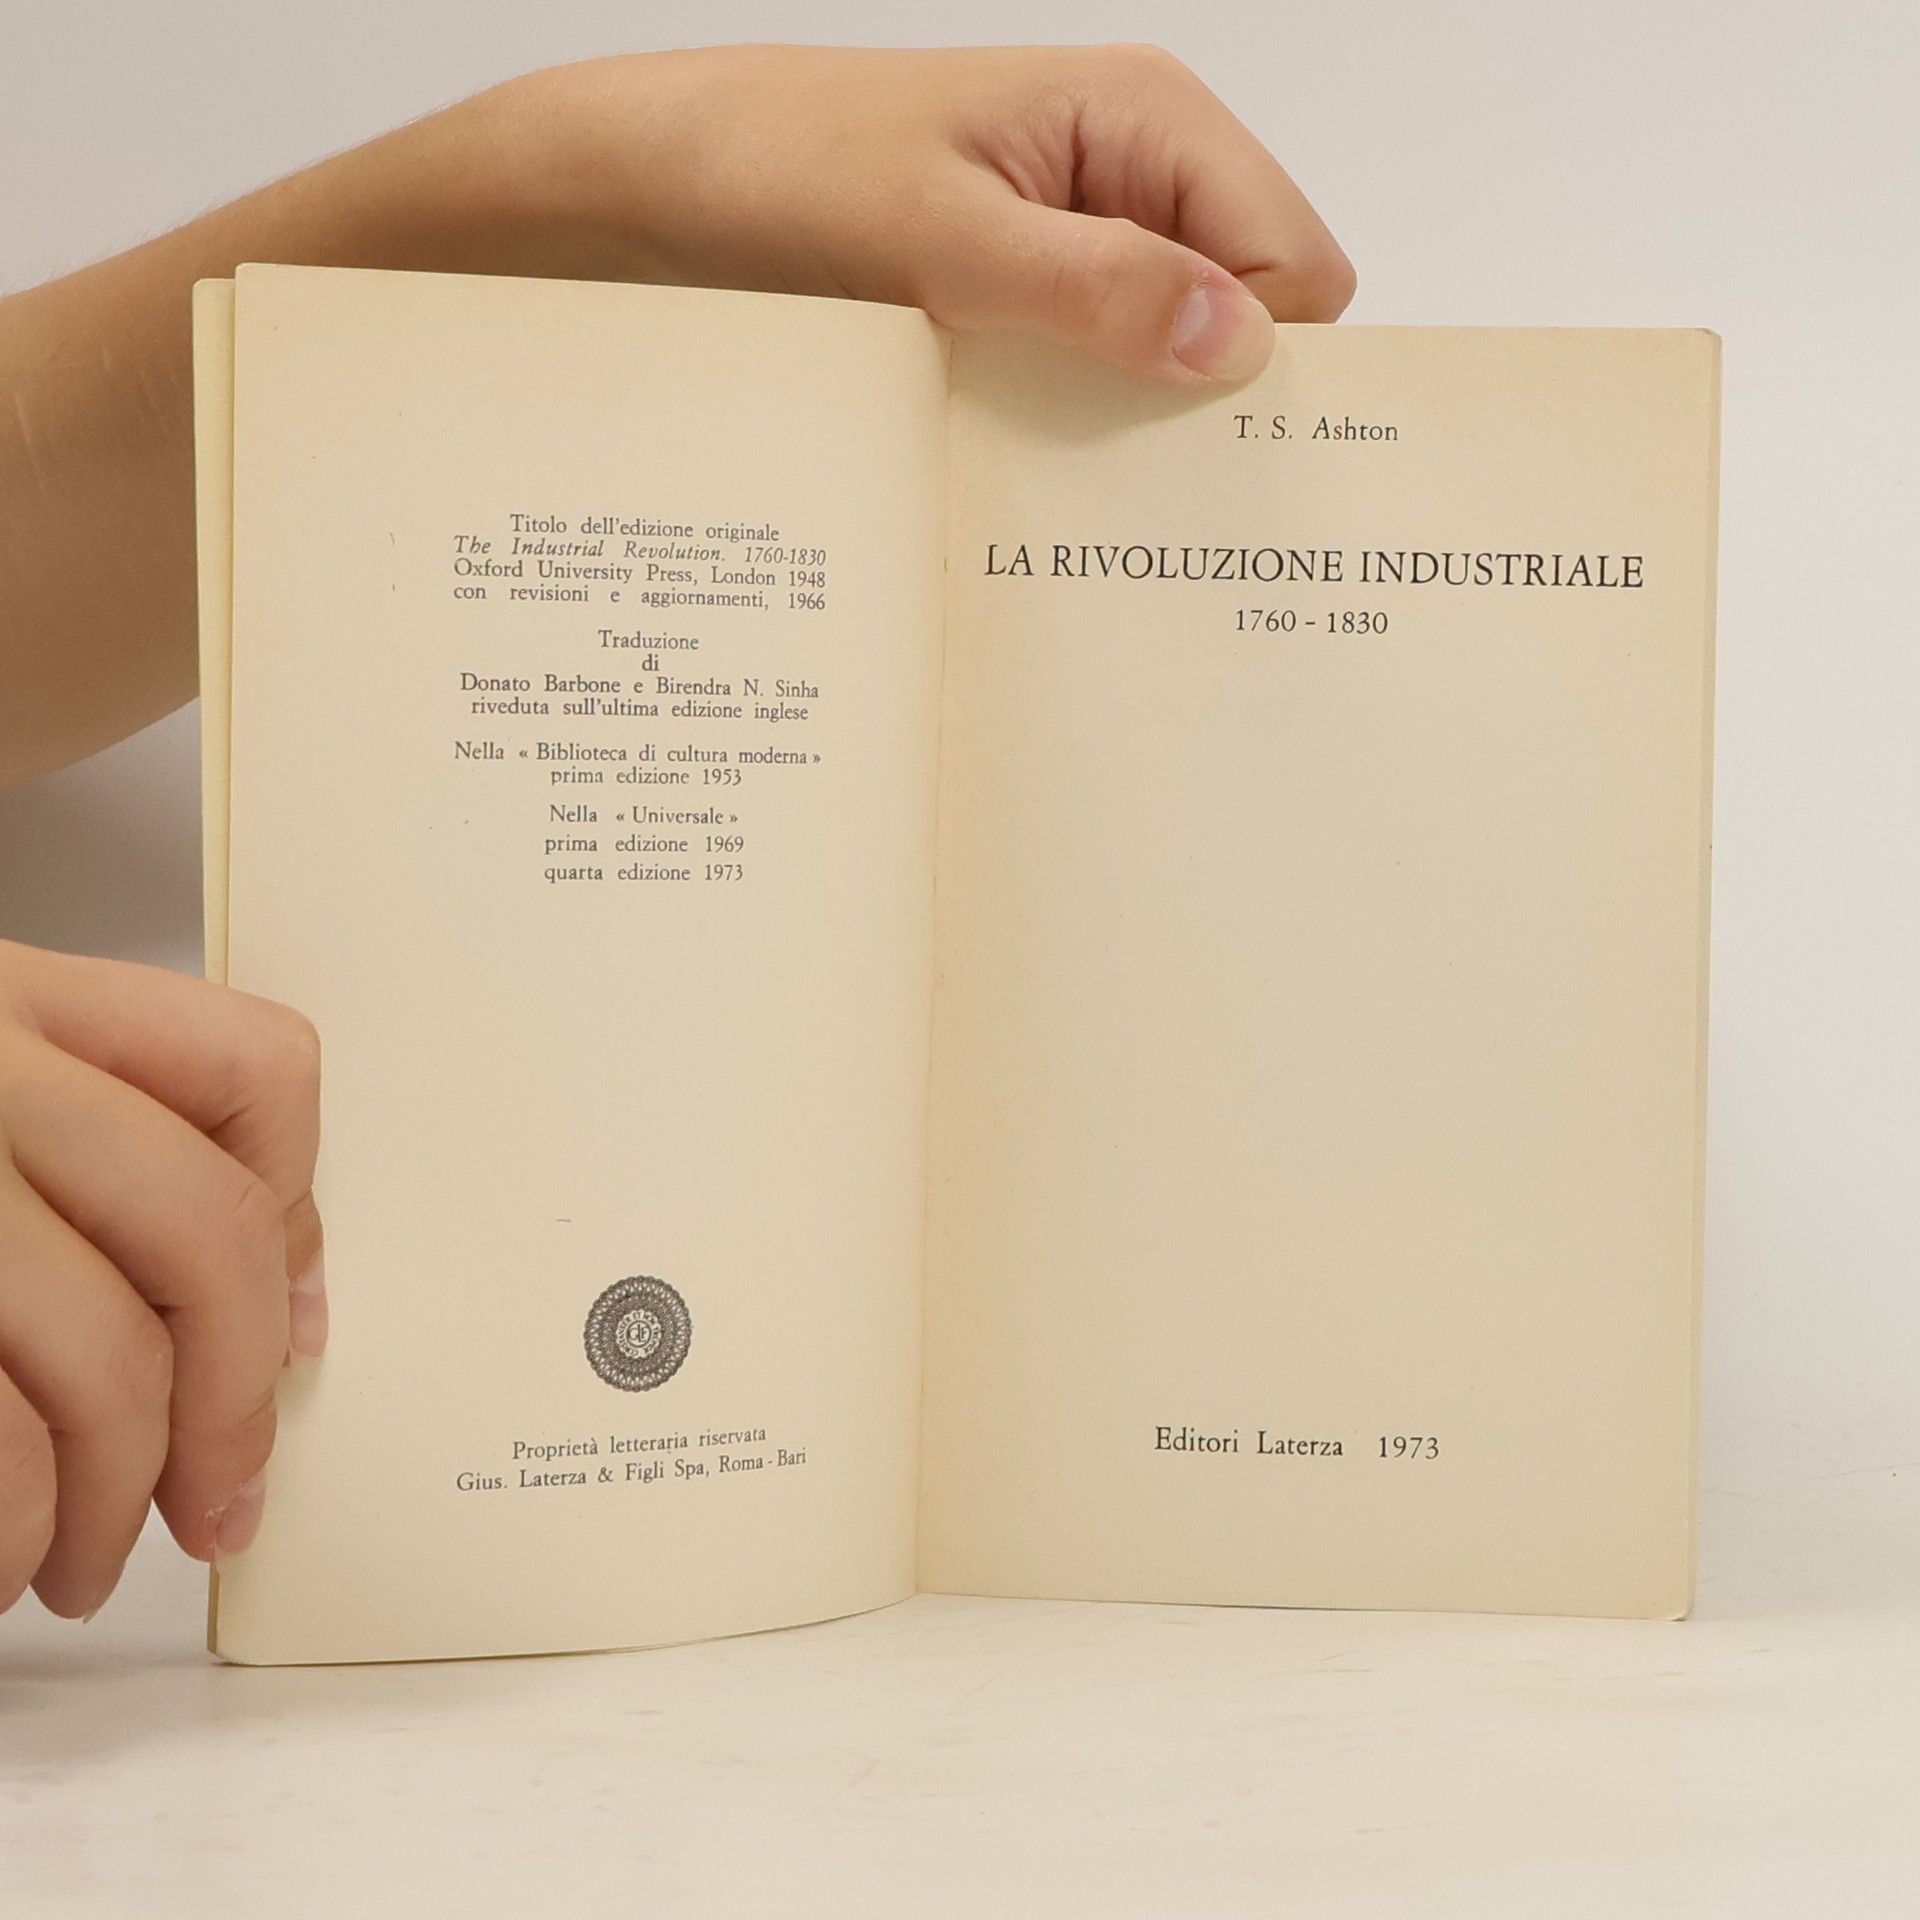 Titolo dell'edizione originale
The Industrial Revolution. 1760-1830
Oxford University Press, London 1948
con revisioni e aggiornamenti, 1966
Traduzione
di
Donato Barbone e Birendra N. Sinha
riveduta sull'ultima edizione inglese
Nella « Biblioteca di cultura moderna »
prima edizione 1953
Nella « Universale »
prima edizione 1969
quarta edizione 1973
Proprietà letteraria riservata
Gius. Laterza & Figli Spa, Roma - Bari
T. S. Ashton
LA RIVOLUZIONE INDUSTRIALE
1760 - 1830
Editori Laterza 1973